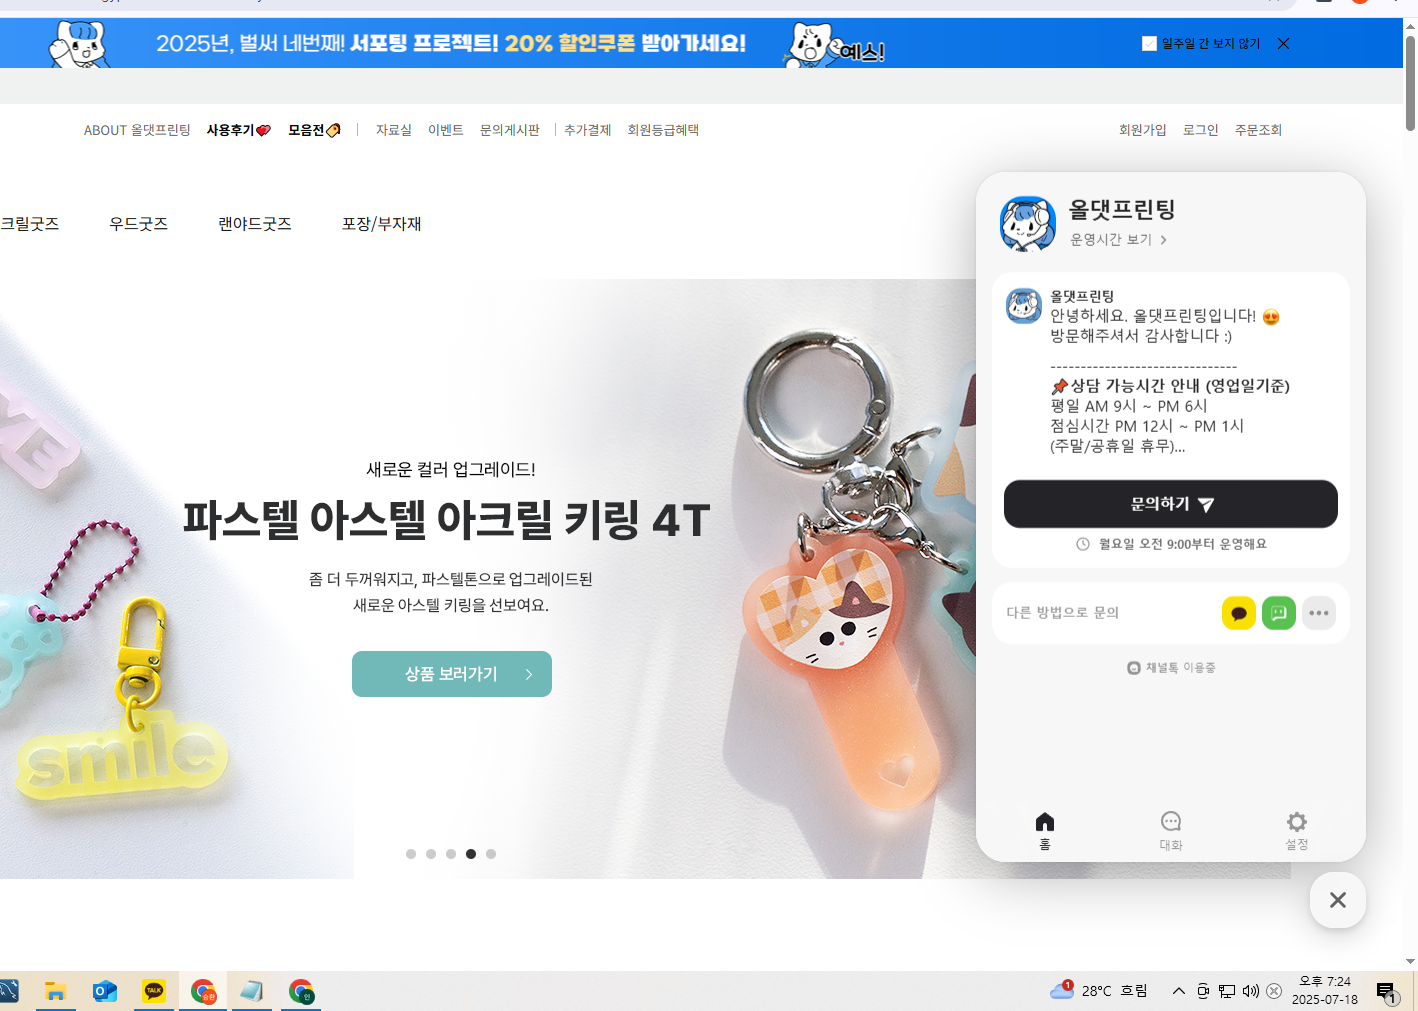 2025년, 벌써 네번째! 서포팅 프로젝트! 20% 할인쿠폰 받아가세요!
예스!
일주일 간 보지 않기
ABOUT 올댓프린팅
사용후기
모음전
자료실
이벤트
문의게시판
추가결제
회원등급혜택
회원가입
로그인
주문조회
크릴굿즈
우드굿즈
랜야드굿즈
포장/부자재
새로운 컬러 업그레이드!
파스텔 아스텔 아크릴 키링 4T
좀 더 두꺼워지고, 파스텔톤으로 업그레이드된
새로운 아스텔 키링을 선보여요.
상품 보러가기
smile
올댓프린팅
운영시간 보기
올댓프린팅
안녕하세요. 올댓프린팅입니다! 😍
방문해주셔서 감사합니다 :)
-------------------------------
📌상담 가능시간 안내 (영업일기준)
평일 AM 9시 ~ PM 6시
점심시간 PM 12시 ~ PM 1시
(주말/공휴일 휴무)...
문의하기
월요일 오전 9:00부터 운영해요
다른 방법으로 문의
채널톡 이용중
홈
대화
설정
TALK
1
28°C 흐림
오후 7:24
2025-07-18
1